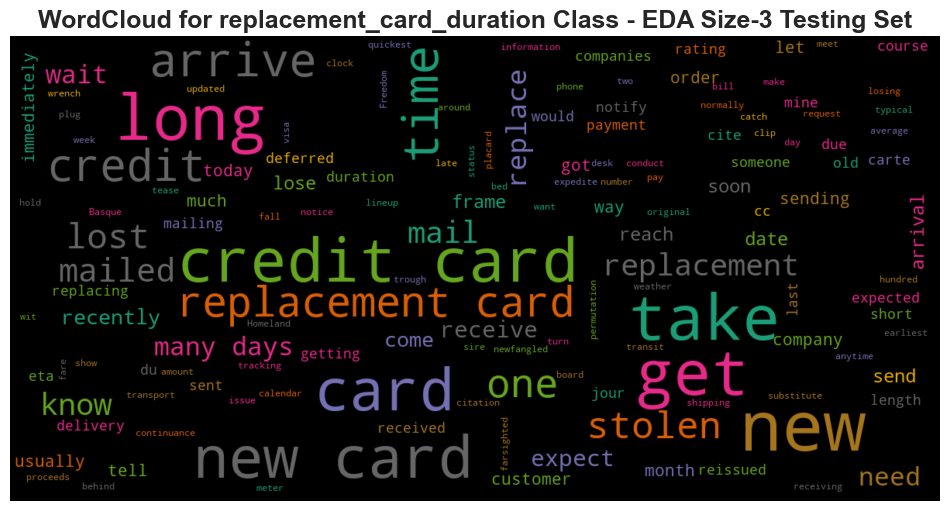 WordCloud for replacement_card_duration Class - EDA Size-3 Testing Set
quickest information companies rating let meet course
immediately wait arrive clock time phone two order bill make losing
wrench updated Freedom replace notify mine request typical
plug long around would payment normally catch clip
week visa deferred late status placard cite due average
credit today lose duration got desk conduct someone day old carte
tease bed expedite number pay soon sending
hold Basque much fall notice lineup frame want way original cc arrival
lost mailing mail reach date
mailed credit card trough replacement weather last hundred
replacing replacement card permutation expected
wit recently Homeland receive take company short
many days getting come sire newfangled turn transit earliest
eta fare show du amount tracking card one board get anytime send
know transport sent issue calendar citation jour shipping substitute length
delivery continuance received farsighted stolen new
usually tell new card expect month reissued need
proceeds behind meter customer receiving